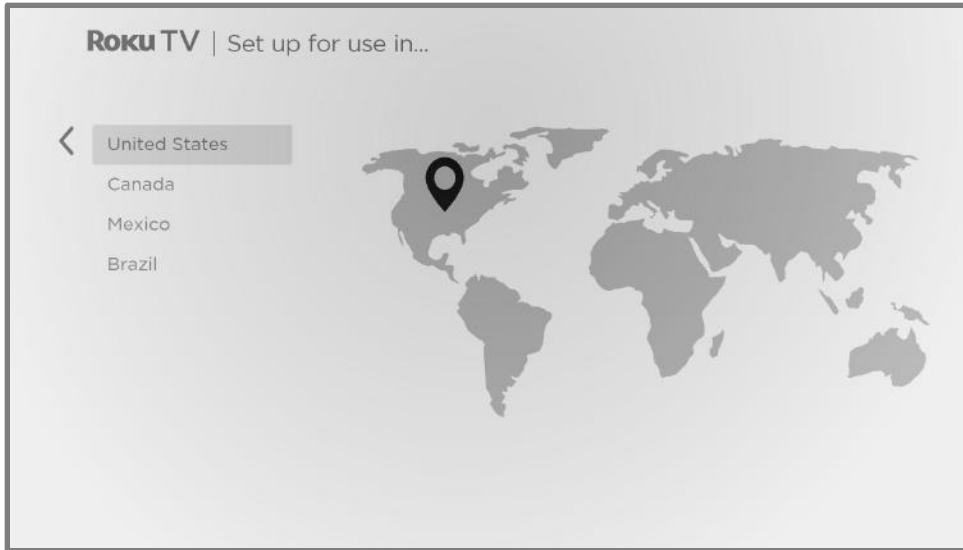 Roku TV | Set up for use in...
United States
Canada
Mexico
Brazil